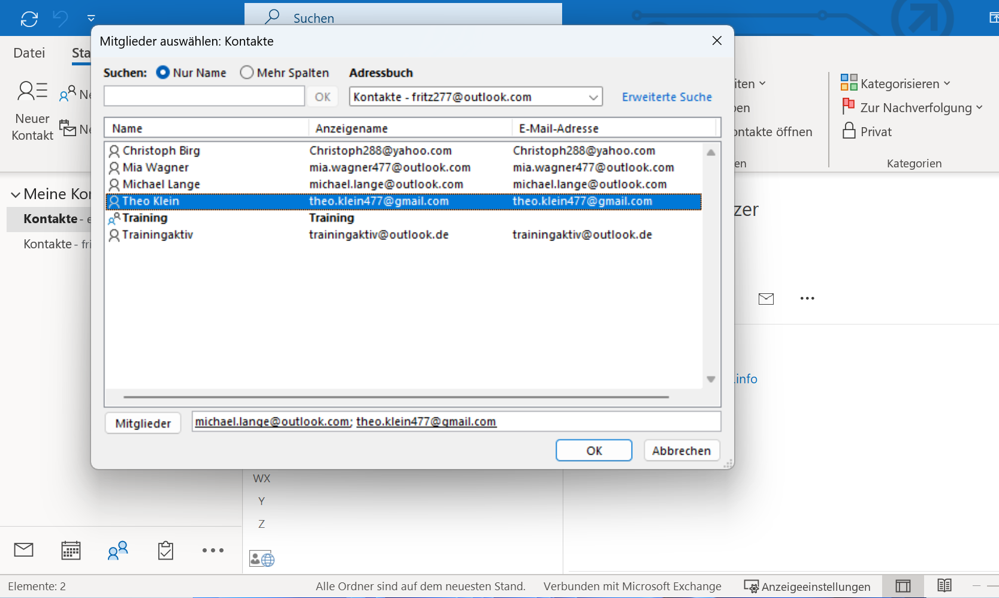 Suchen
Mitglieder auswählen: Kontakte
Datei
Sta
Suchen: Nur Name Mehr Spalten Adressbuch
OK Kontakte - fritz277@outlook.com Erweiterte Suche
Neuer Kontakt
Ne
Ne
Name Anzeigename E-Mail-Adresse
Christoph Birg Christoph288@yahoo.com Christoph288@yahoo.com
Mia Wagner mia.wagner477@outlook.com mia.wagner477@outlook.com
Michael Lange michael.lange@outlook.com michael.lange@outlook.com
Theo Klein theo.klein477@gmail.com theo.klein477@gmail.com
Training Training
Trainingaktiv trainingaktiv@outlook.de trainingaktiv@outlook.de
Mitglieder michael.lange@outlook.com; theo.klein477@gmail.com
OK Abbrechen
iten Kategorisieren
ben Zur Nachverfolgung
ontakte öffnen Privat
en Kategorien
Meine Kon
Kontakte - e
Kontakte - fri
zer
.info
WX
Y
Z
Elemente: 2 Alle Ordner sind auf dem neuesten Stand. Verbunden mit Microsoft Exchange Anzeigeeinstellungen